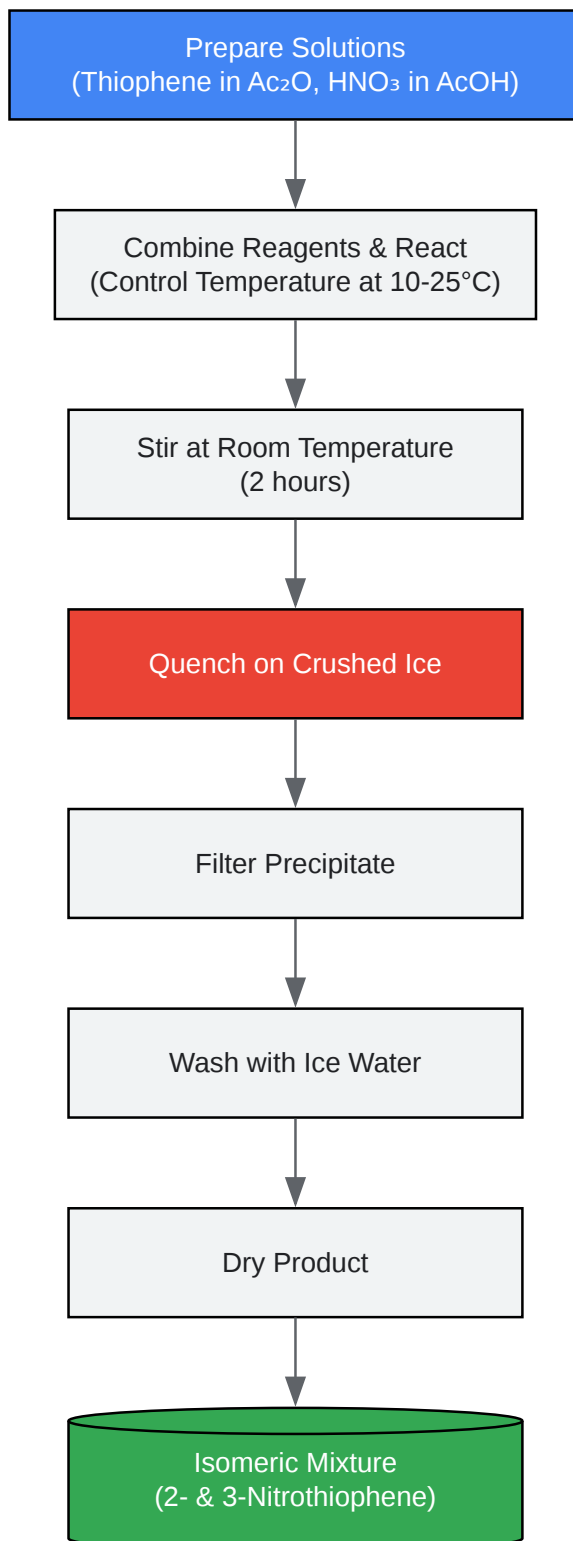 Prepare Solutions
(Thiophene in Ac₂O, HNO₃ in AcOH)
Combine Reagents & React
(Control Temperature at 10-25°C)
Stir at Room Temperature
(2 hours)
Quench on Crushed Ice
Filter Precipitate
Wash with Ice Water
Dry Product
Isomeric Mixture
(2- & 3-Nitrothiophene)